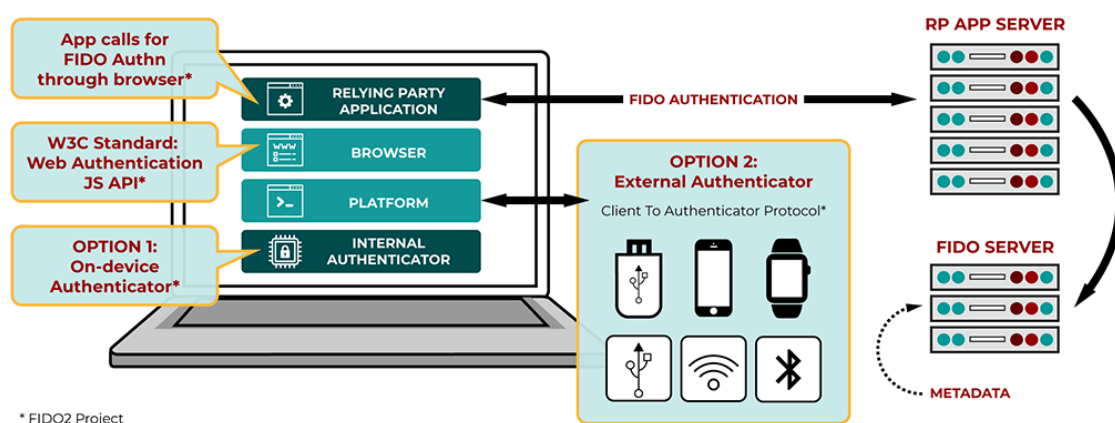 App calls for
FIDO Authn
through browser*
W3C Standard:
Web Authentication
JS API*
OPTION 1:
On-device
Authenticator*
RELYING PARTY
APPLICATION
WWW
BROWSER
PLATFORM
INTERNAL
AUTHENTICATOR
FIDO AUTHENTICATION
OPTION 2:
External Authenticator
Client To Authenticator Protocol*
RP APP SERVER
FIDO SERVER
METADATA
* FIDO2 Project